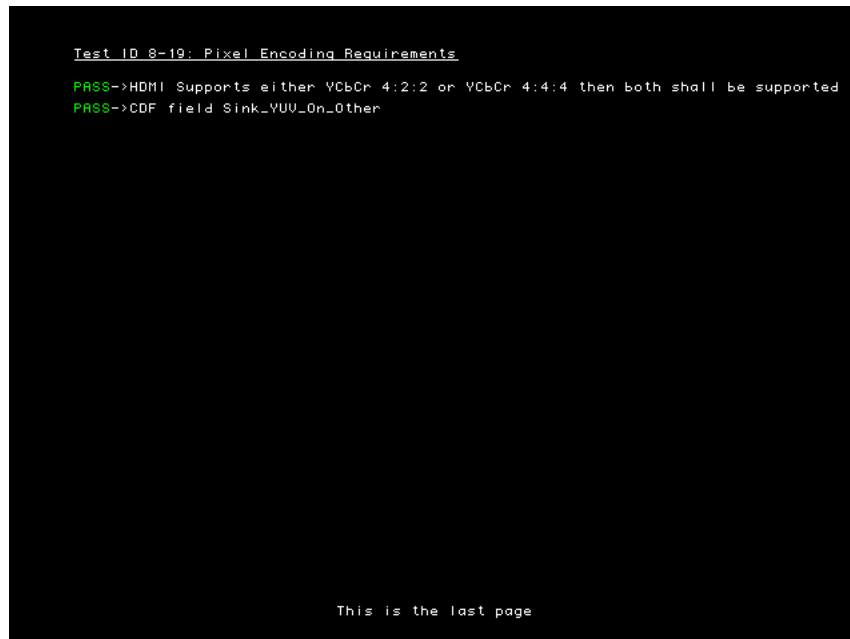 Test ID 8-19: Pixel Encoding Requirements
PASS->HDMI Supports either YCbCr 4:2:2 or YCbCr 4:4:4 then both shall be supported
PASS->CDF field Sink_YUV_On_Other
This is the last page